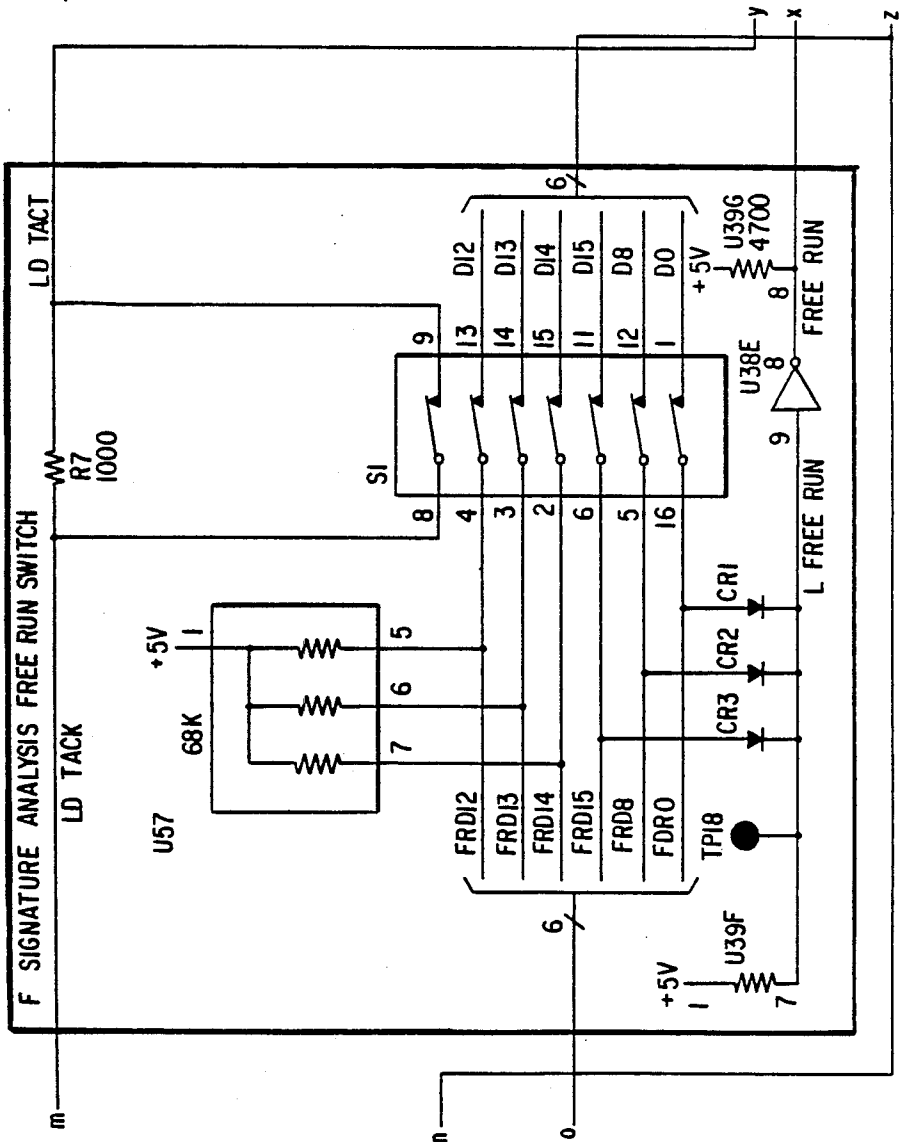 F SIGNATURE ANALYSIS FREE RUN SWITCH
m
LD TACK
R7
1000
LD TACT
y
x
z
U57
68K
+5V
1
7
6
5
S1
8
9
FRD12
4
13
D12
FRD13
3
14
D13
FRD14
2
15
D14
FRD15
6
11
D15
FRD8
5
12
D8
FDR0
16
1
D0
6
6
n
o
+5V
1
U39F
7
TP18
CR3
CR2
CR1
L FREE RUN
9
U38E
8
+5V
U39G
4700
8
FREE RUN